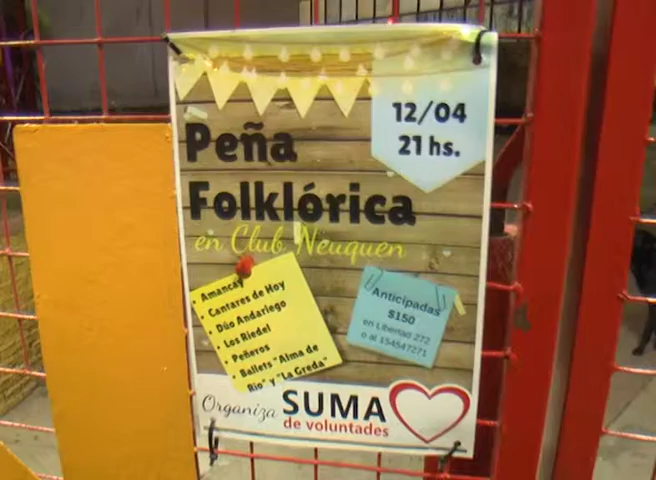 12/04
21 hs.
Peña
Folklórica
en Club Neuquen
• Amancay
• Cantares de Hoy
• Dúo Andariego
• Los Riedel
• Peñeros
• Ballets "Alma de
Rio" y "La Greda"
Anticipadas
$150
en Libertad 272
o al 154547271
Organiza SUMA
de voluntades